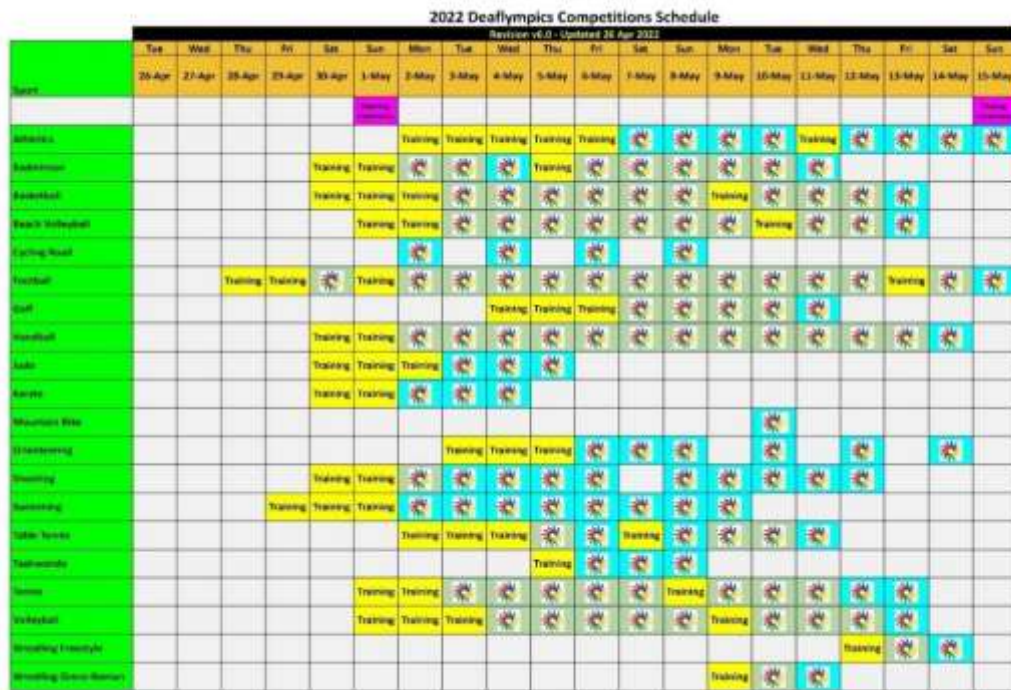 2022 Deaflympics Competitions Schedule
Revision v6.0 - Updated 26 Apr 2022
Tue Wed Thu Fri Sat Sun Mon Tue Wed Thu Fri Sat Sun Mon Tue Wed Thu Fri Sat Sun
Sport 26-Apr 27-Apr 28-Apr 29-Apr 30-Apr 1-May 2-May 3-May 4-May 5-May 6-May 7-May 8-May 9-May 10-May 11-May 12-May 13-May 14-May 15-May
Athletics Training Training Training Training Training Training
Badminton Training Training Training
Basketball Training Training Training Training
Beach Volleyball Training Training Training
Cycling Road
Football Training Training Training Training
Golf Training Training Training
Handball Training Training
Judo Training Training Training
Karate Training Training
Mountain Bike
Orienteering Training Training Training
Shooting Training Training
Swimming Training Training Training
Table Tennis Training Training Training Training
Taekwondo Training
Tennis Training Training Training
Volleyball Training Training Training Training
Wrestling Freestyle Training
Wrestling Greco-Roman Training